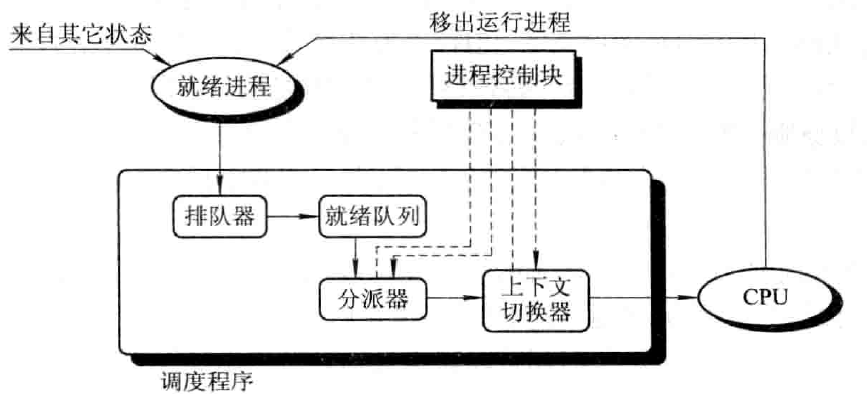 移出运行进程
来自其它状态
就绪进程
进程控制块
排队器
就绪队列
分派器
上下文
切换器
CPU
调度程序